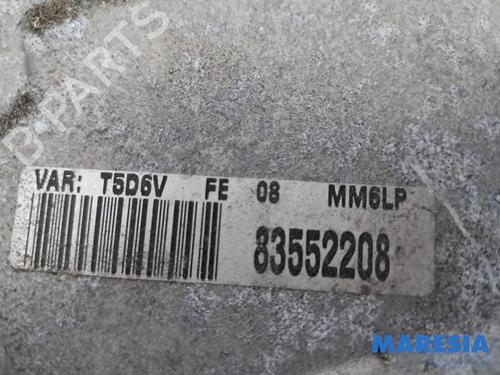 B-PARTS
VAR: T5D6V FE 08 MM6LP
83552208
MARESIA